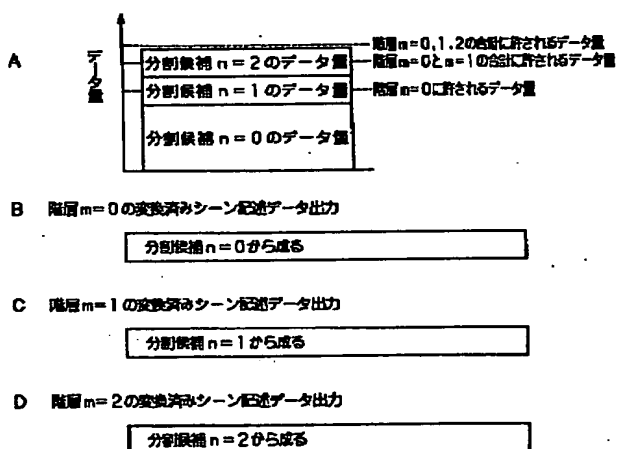 階層m=0,1,2の合計に許されるデータ量
A
データ量
分割候補n=2のデータ量
階層m=0とm=1の合計に許されるデータ量
分割候補n=1のデータ量
階層m=0に許されるデータ量
分割候補n=0のデータ量
B 階層m=0の変換済みシーン記述データ出力
分割候補n=0から成る
C 階層m=1の変換済みシーン記述データ出力
分割候補n=1から成る
D 階層m=2の変換済みシーン記述データ出力
分割候補n=2から成る